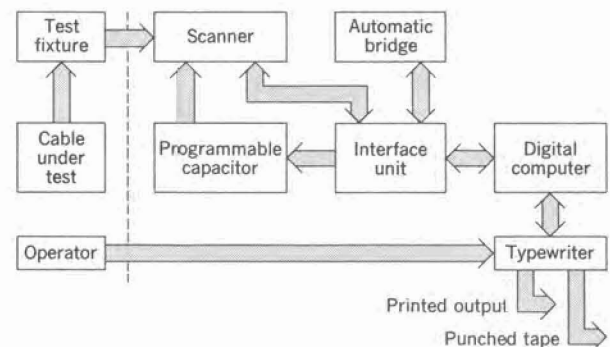 Test
fixture
Scanner
Automatic
bridge
Cable
under
test
Programmable
capacitor
Interface
unit
Digital
computer
Operator
Typewriter
Printed output
Punched tape